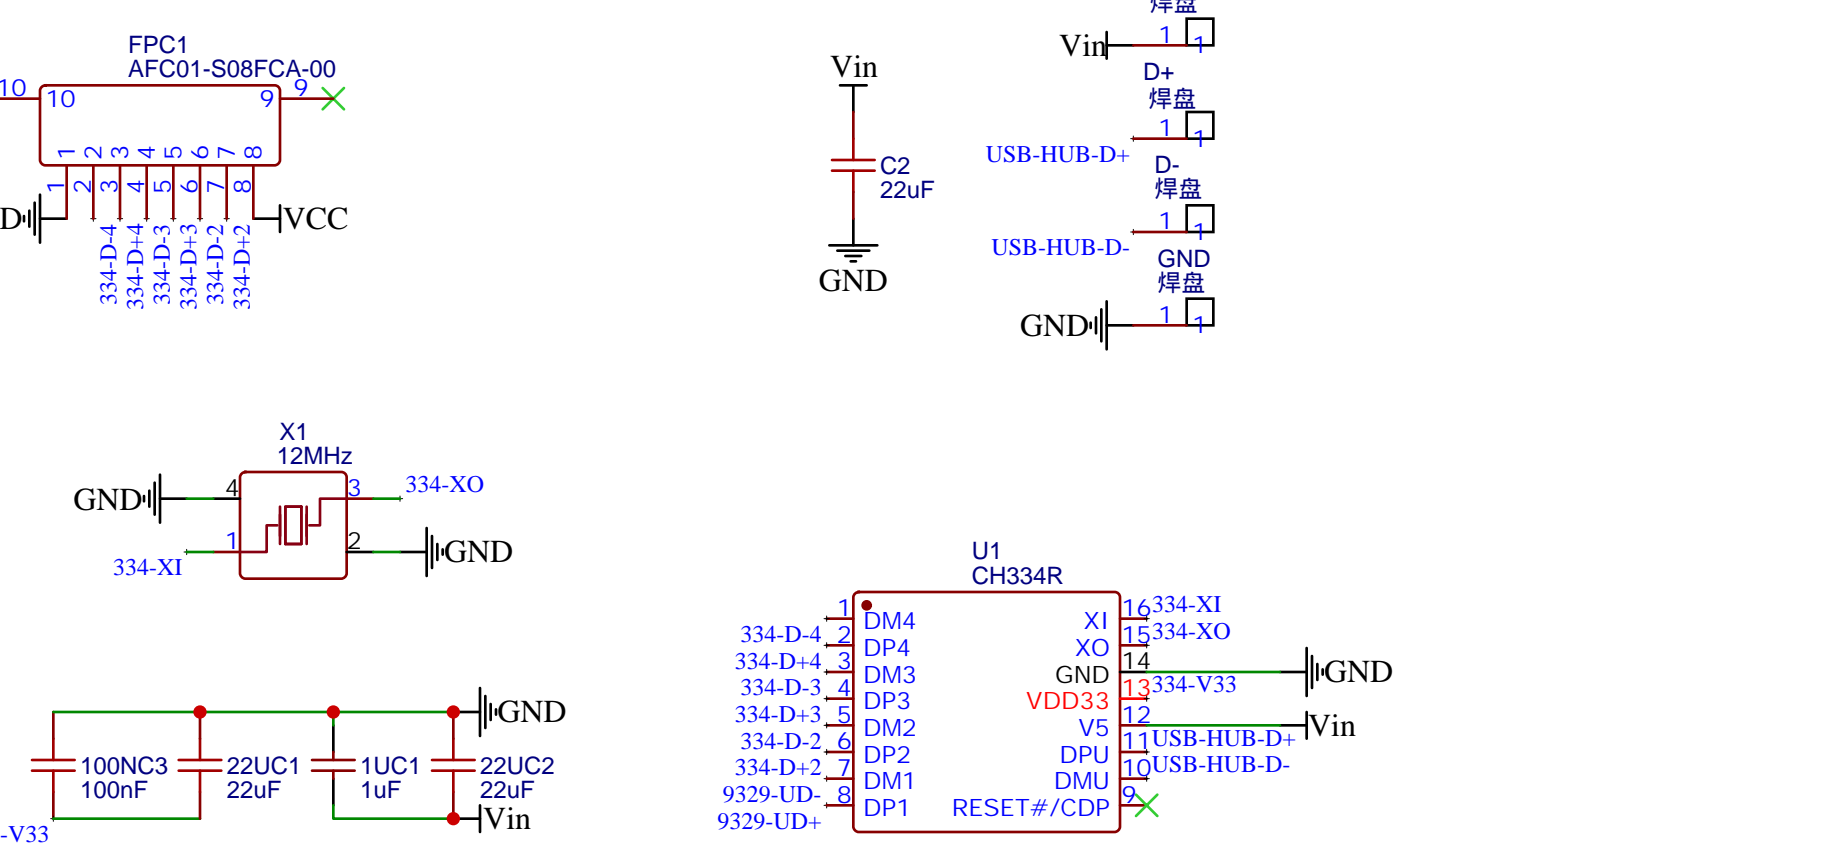 FPC1
AFC01-S08FCA-00
10
10
9
9
1 2 3 4 5 6 7 8
1 2 3 4 5 6 7 8
D
VCC
334-D-4
334-D+4
334-D-3
334-D+3
334-D-2
334-D+2
Vin
C2
22uF
GND
焊盘
Vin
1
1
D+
焊盘
1
1
USB-HUB-D+
D-
焊盘
1
1
USB-HUB-D-
GND
焊盘
GND
1
1
X1
12MHz
GND
4
3
334-XO
1
2
GND
334-XI
GND
100NC3
100nF
22UC1
22uF
1UC1
1uF
22UC2
22uF
Vin
-V33
U1
CH334R
1 DM4
334-D-4 2 DP4
334-D+4 3 DM3
334-D-3 4 DP3
334-D+3 5 DM2
334-D-2 6 DP2
334-D+2 7 DM1
9329-UD- 8 DP1
9329-UD+
XI 16 334-XI
XO 15 334-XO
GND 14 GND
VDD33 13 334-V33
V5 12 Vin
DPU 11 USB-HUB-D+
DMU 10 USB-HUB-D-
RESET#/CDP 9